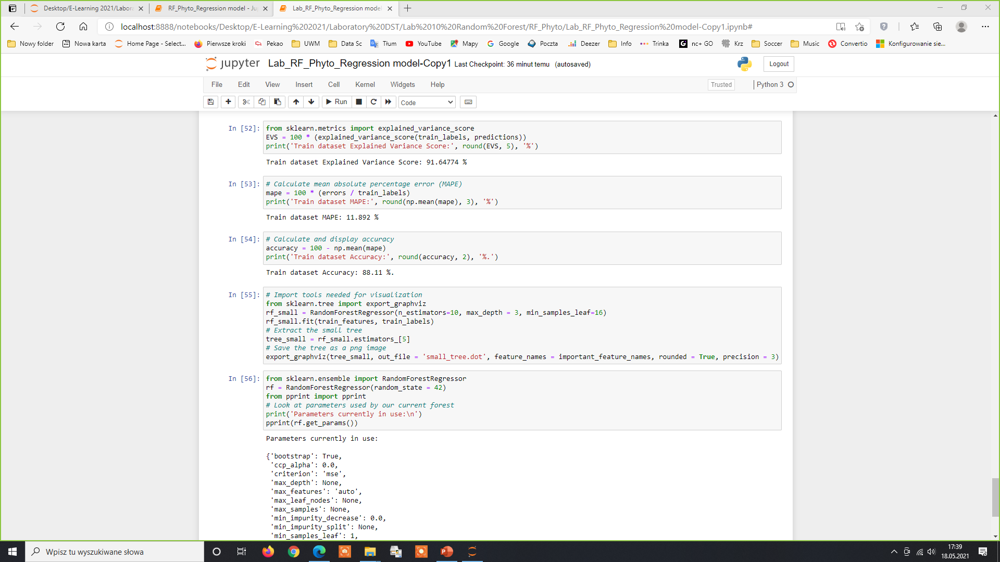 Desktop/E-Learning 2021/Labora
RF_Phyto_Regression model - Ju
Lab_RF_Phyto_Regression model
localhost:8888/notebooks/Desktop/E-Learning%202021/Laboratory%20DST/Lab%2010%20Random%20Forest/RF_Phyto/Lab_RF_Phyto_Regression%20model-Copy1.ipynb#
Nowy folder Nowa karta Home Page - Select... Pierwsze kroki Pekao UWM Data Sc Tłum YouTube Mapy Google Poczta Deezer Info Trinka nc+ GO Krz Soccer Music Convertio Konfigurowanie sie...
jupyter Lab_RF_Phyto_Regression model-Copy1 Last Checkpoint: 36 minut temu (autosaved) Logout
File Edit View Insert Cell Kernel Widgets Help Trusted Python 3
Run Code
In [52]: from sklearn.metrics import explained_variance_score
EVS = 100 * (explained_variance_score(train_labels, predictions))
print('Train dataset Explained Variance Score:', round(EVS, 5), '%')
Train dataset Explained Variance Score: 91.64774 %
In [53]: # Calculate mean absolute percentage error (MAPE)
mape = 100 * (errors / train_labels)
print('Train dataset MAPE:', round(np.mean(mape), 3), '%')
Train dataset MAPE: 11.892 %
In [54]: # Calculate and display accuracy
accuracy = 100 - np.mean(mape)
print('Train dataset Accuracy:', round(accuracy, 2), '%.')
Train dataset Accuracy: 88.11 %.
In [55]: # Import tools needed for visualization
from sklearn.tree import export_graphviz
rf_small = RandomForestRegressor(n_estimators=10, max_depth = 3, min_samples_leaf=16)
rf_small.fit(train_features, train_labels)
# Extract the small tree
tree_small = rf_small.estimators_[5]
# Save the tree as a png image
export_graphviz(tree_small, out_file = 'small_tree.dot', feature_names = important_feature_names, rounded = True, precision = 3)
In [56]: from sklearn.ensemble import RandomForestRegressor
rf = RandomForestRegressor(random_state = 42)
from pprint import pprint
# Look at parameters used by our current forest
print('Parameters currently in use:\n')
pprint(rf.get_params())
Parameters currently in use:
{'bootstrap': True,
'ccp_alpha': 0.0,
'criterion': 'mse',
'max_depth': None,
'max_features': 'auto',
'max_leaf_nodes': None,
'max_samples': None,
'min_impurity_decrease': 0.0,
'min_impurity_split': None,
'min_samples_leaf': 1,
Wpisz tu wyszukiwane słowa
17:39
18.05.2021